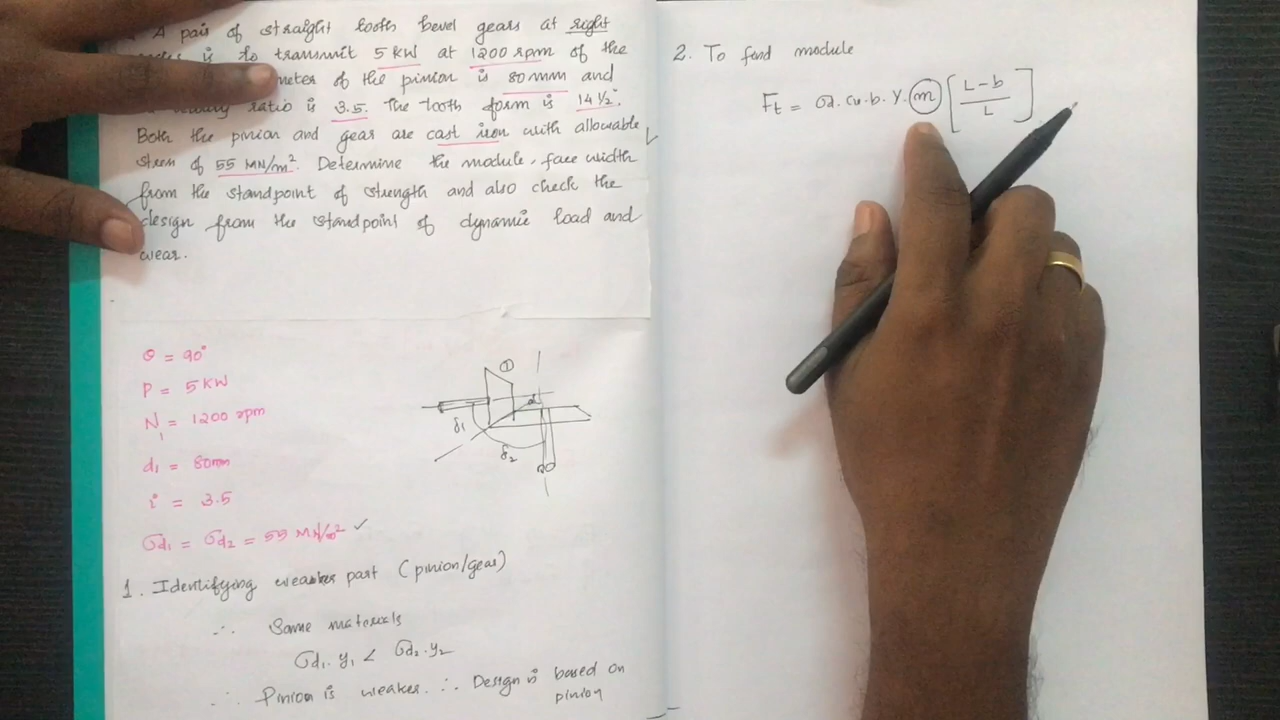 A pair of straight tooth bevel gears at right
is to transmit 5 KW at 1200 rpm of the
meter of the pinion is 80mm and
ratio is 3.5. The tooth form is 14 ½°.
Both the pinion and gear are cast iron with allowable
stren of 55 MN/m². Determine the module, face width
from the standpoint of strength and also check the
design from the standpoint of dynamic load and
wear.
θ = 90°
P = 5 KW
N₁ = 1200 rpm
d₁ = 80mm
i = 3.5
σd₁ = σd₂ = 55 MN/m² ✓
①
δ₁
δ₂
1. Identifying weaker part (pinion/gear)
∴ Same materials
σd₁. y₁ < σd₂. y₂
∴ Pinion is weaker. ∴ Design is based on
pinion
2. To find module
Ft = σd. Cv. b. Y. m [L-b/L]